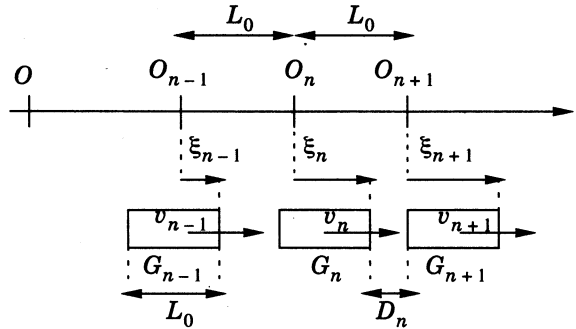 L₀ L₀
O Oₙ₋₁ Oₙ Oₙ₊₁
ξₙ₋₁ ξₙ ξₙ₊₁
vₙ₋₁ vₙ vₙ₊₁
Gₙ₋₁ Gₙ Gₙ₊₁
L₀ Dₙ